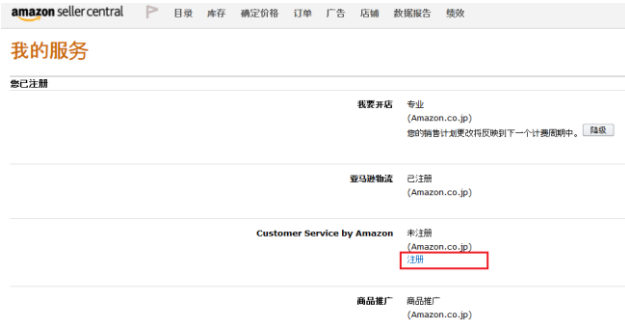 amazon seller central 目录 库存 确定价格 订单 广告 店铺 数据报告 绩效
我的服务
您已注册
我要开店 专业
(Amazon.co.jp)
您的销售计划更改将反映到下一个计费周期中。 降级
亚马逊物流 已注册
(Amazon.co.jp)
Customer Service by Amazon 未注册
(Amazon.co.jp)
注册
商品推广 商品推广
(Amazon.co.jp)